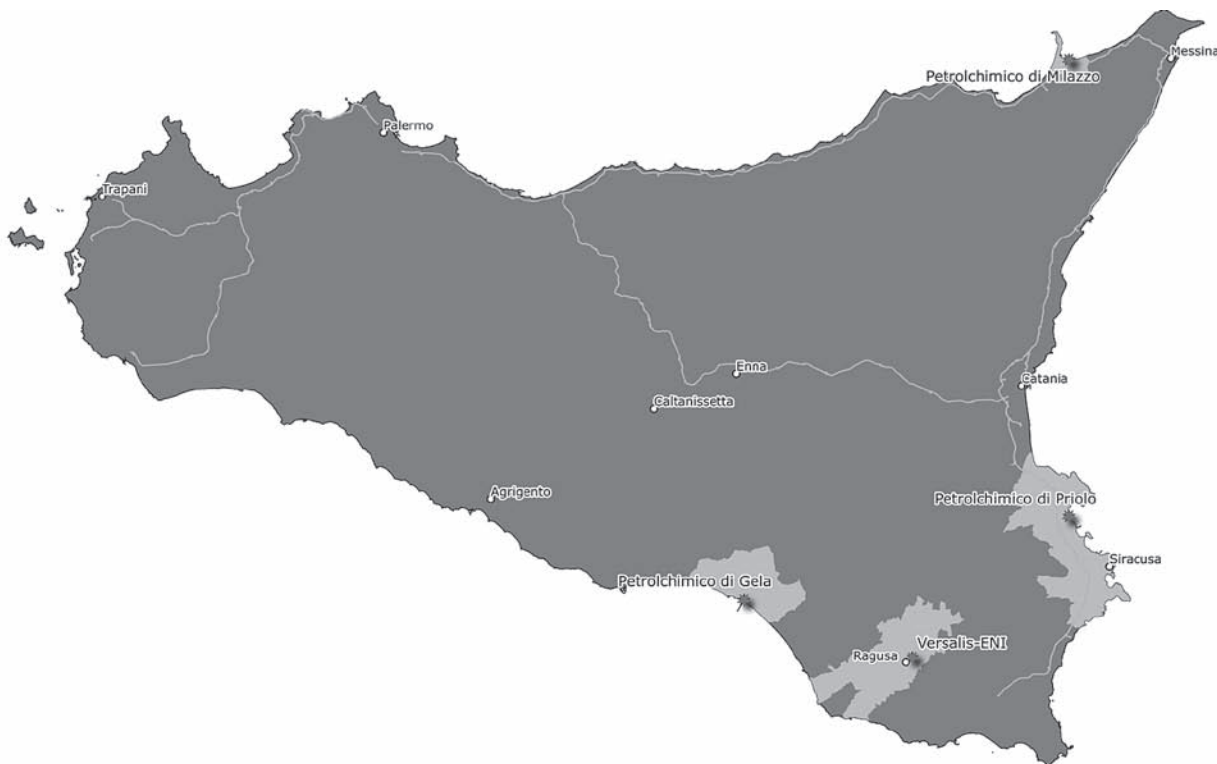 Messina
Petrolchimico di Milazzo
Palermo
Trapani
Enna
Catania
Caltanissetta
Agrigento
Petrolchimico di Priolo
Siracusa
Petrolchimico di Gela
Versalis-ENI
Ragusa